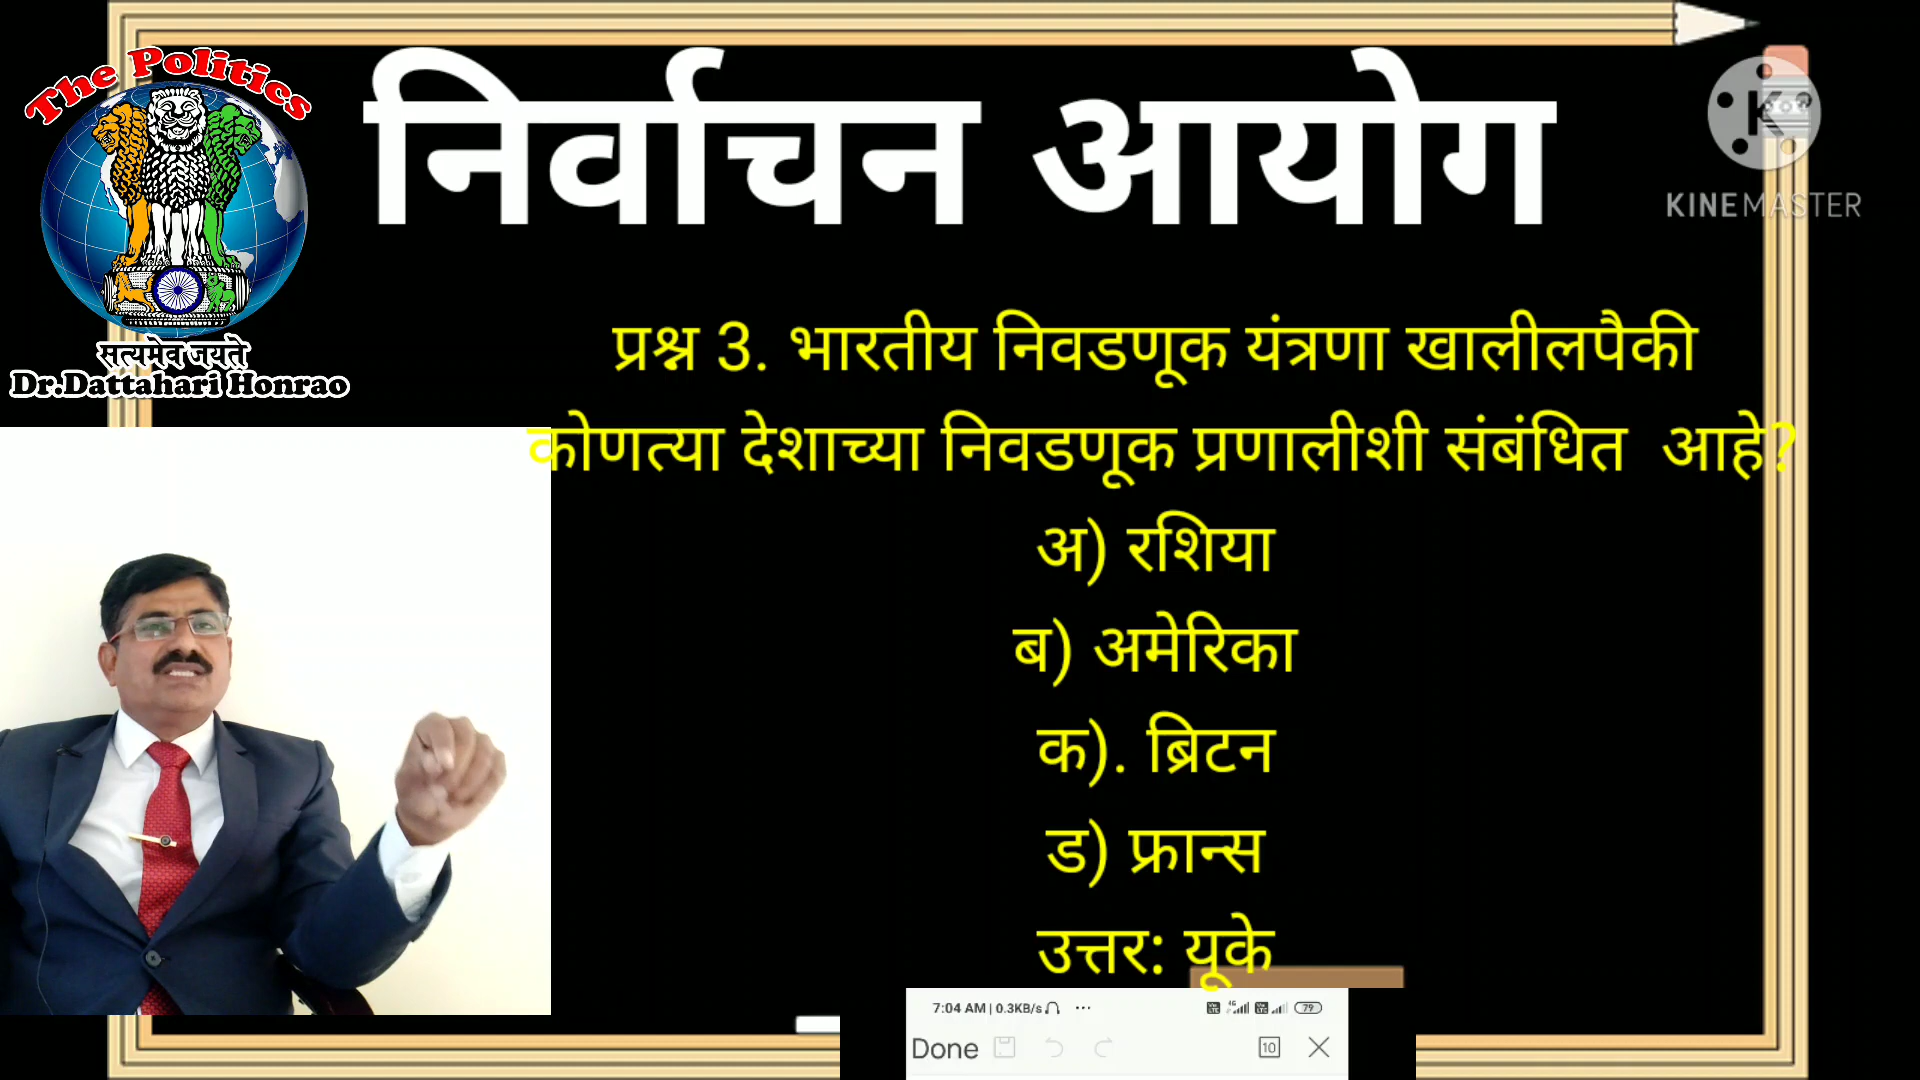 The Politics
निर्वाचन आयोग
KINEMASTER
सत्यमेव जयते
Dr.Dattahari Honrao
प्रश्न 3. भारतीय निवडणूक यंत्रणा खालीलपैकी
कोणत्या देशाच्या निवडणूक प्रणालीशी संबंधित आहे?
अ) रशिया
ब) अमेरिका
क). ब्रिटन
ड) फ्रान्स
उत्तर: यूके
7:04 AM | 0.3KB/s ... 79
Done 10